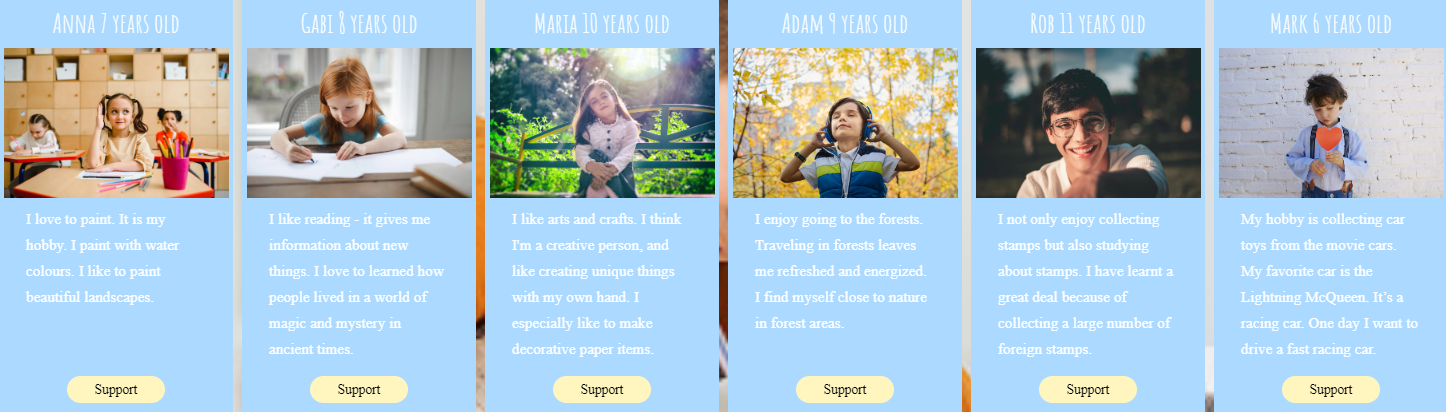 Anna 7 years old
I love to paint. It is my
hobby. I paint with water
colours. I like to paint
beautiful landscapes.
Support
Gabi 8 years old
I like reading - it gives me
information about new
things. I love to learned how
people lived in a world of
magic and mystery in
ancient times.
Support
Maria 10 years old
I like arts and crafts. I think
I'm a creative person, and
like creating unique things
with my own hand. I
especially like to make
decorative paper items.
Support
Adam 9 years old
I enjoy going to the forests.
Traveling in forests leaves
me refreshed and energized.
I find myself close to nature
in forest areas.
Support
Rob 11 years old
I not only enjoy collecting
stamps but also studying
about stamps. I have learnt a
great deal because of
collecting a large number of
foreign stamps.
Support
Mark 6 years old
My hobby is collecting car
toys from the movie cars.
My favorite car is the
Lightning McQueen. It’s a
racing car. One day I want to
drive a fast racing car.
Support